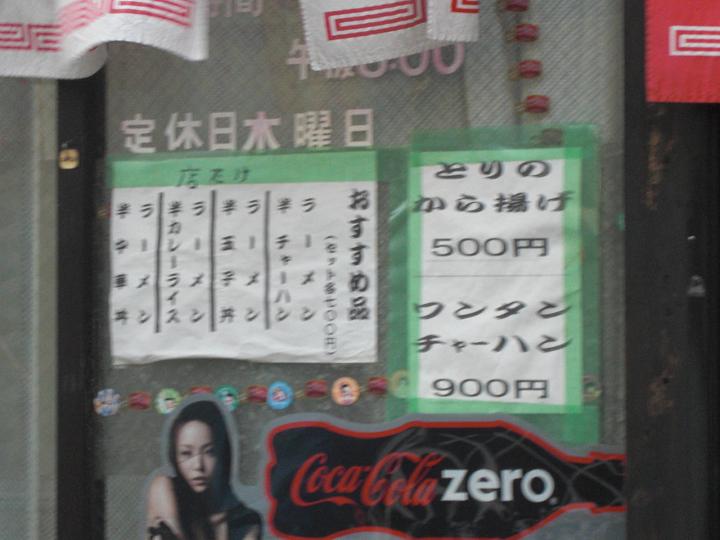 時間
午後8:00
定休日木曜日
店だけ
おすすめ品
(セット各七〇〇円)
ラーメン
半チャーハン
ラーメン
半玉子丼
ラーメン
半カレーライス
ラーメン
半中華丼
とりの
から揚げ
500円
ワンタン
チャーハン
900円
Coca-Cola zero